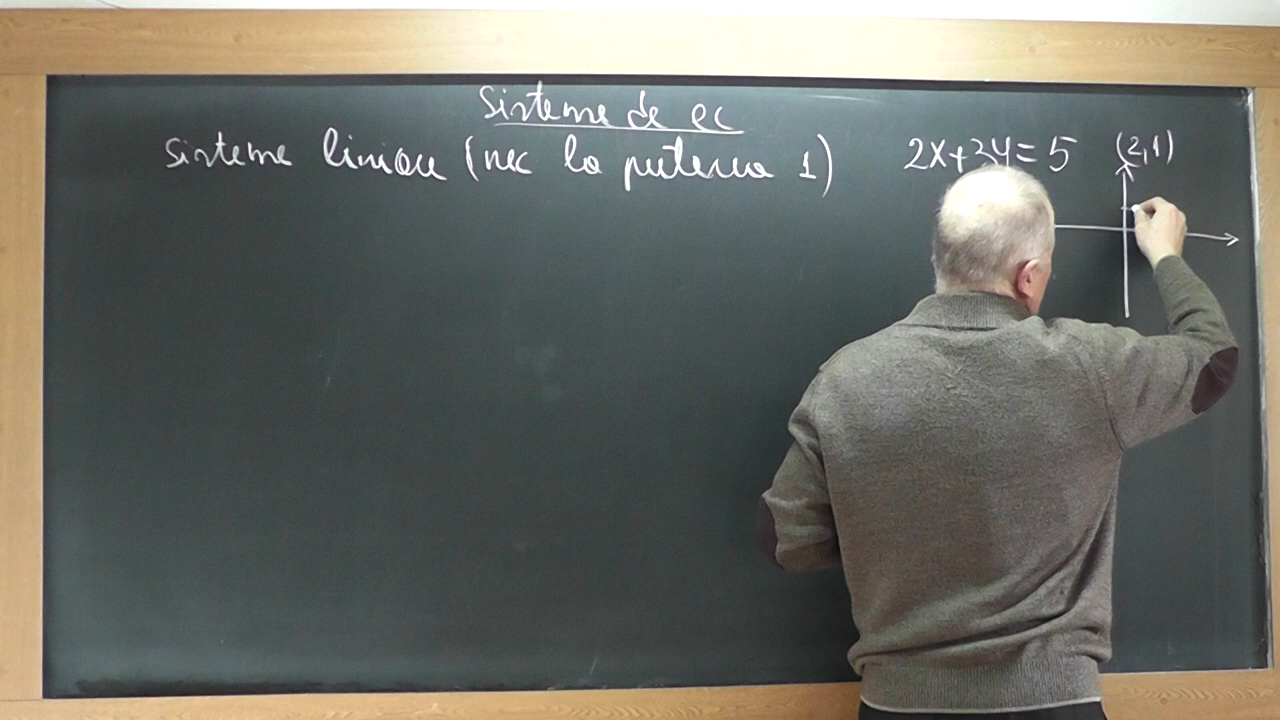 Sisteme de ec
Sisteme liniare (nec la puterea 1) 2x+3y=5 (2,1)